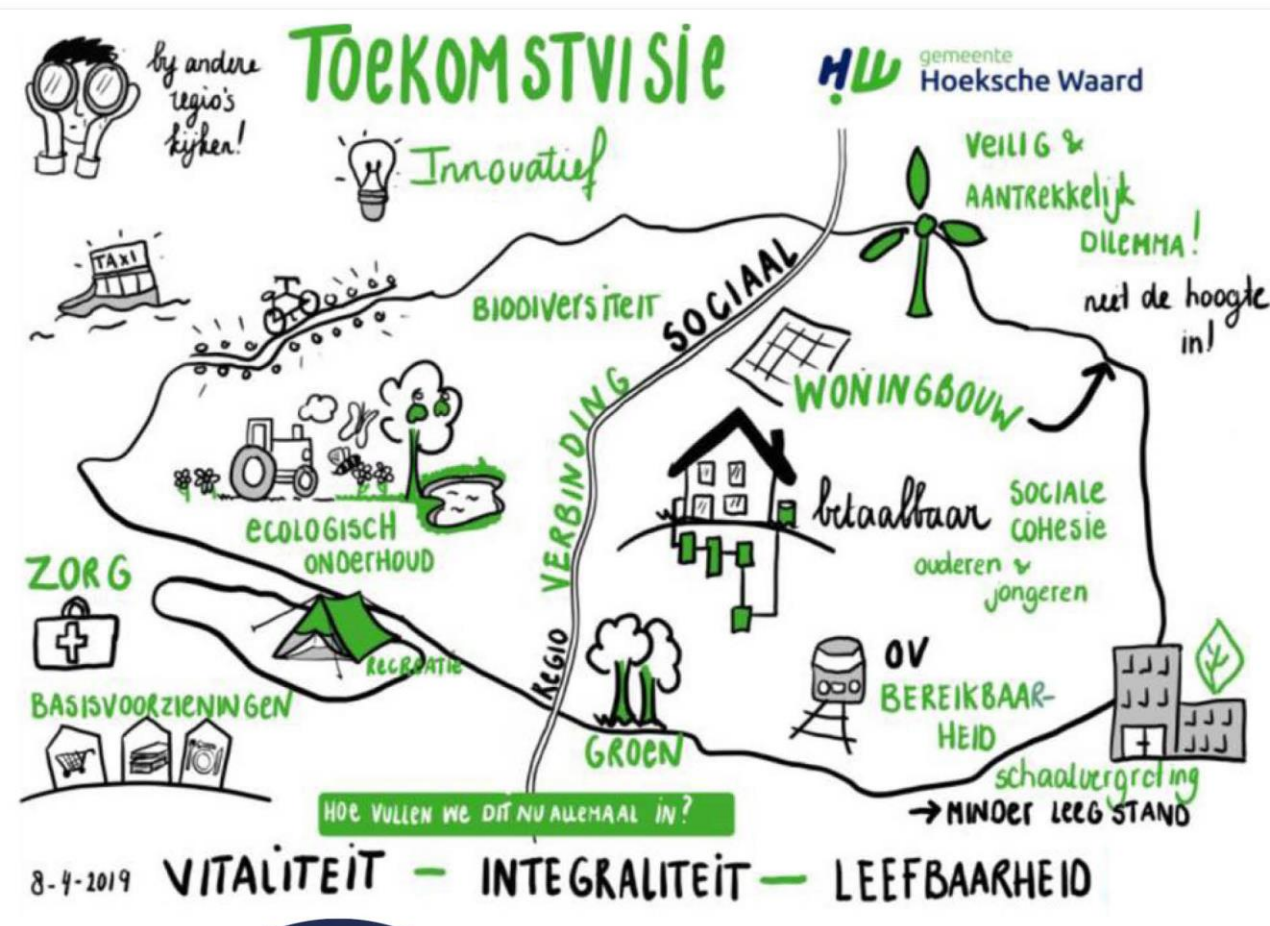 TOEKOMSTVISIE
by andere
regio's
kijken!
gemeente
Hoeksche Waard
Innovatief
VEILIG &
AANTREKKELIJK
DILEMMA!
niet de hoogte
in!
TAXI
BIODIVERSITEIT
SOCIAAL
VERBINDING
REGIO
WONINGBOUW
ECOLOGISCH
ONDERHOUD
betaalbaar
SOCIALE
COHESIE
ouderen &
jongeren
ZORG
RECREATIE
BASISVOORZIENINGEN
GROEN
OV
BEREIKBAAR-
HEID
schaalvergroting
→ MINDER LEEGSTAND
HOE VULLEN WE DIT NU ALLEMAAL IN?
8-4-2019 VITALITEIT – INTEGRALITEIT – LEEFBAARHEID